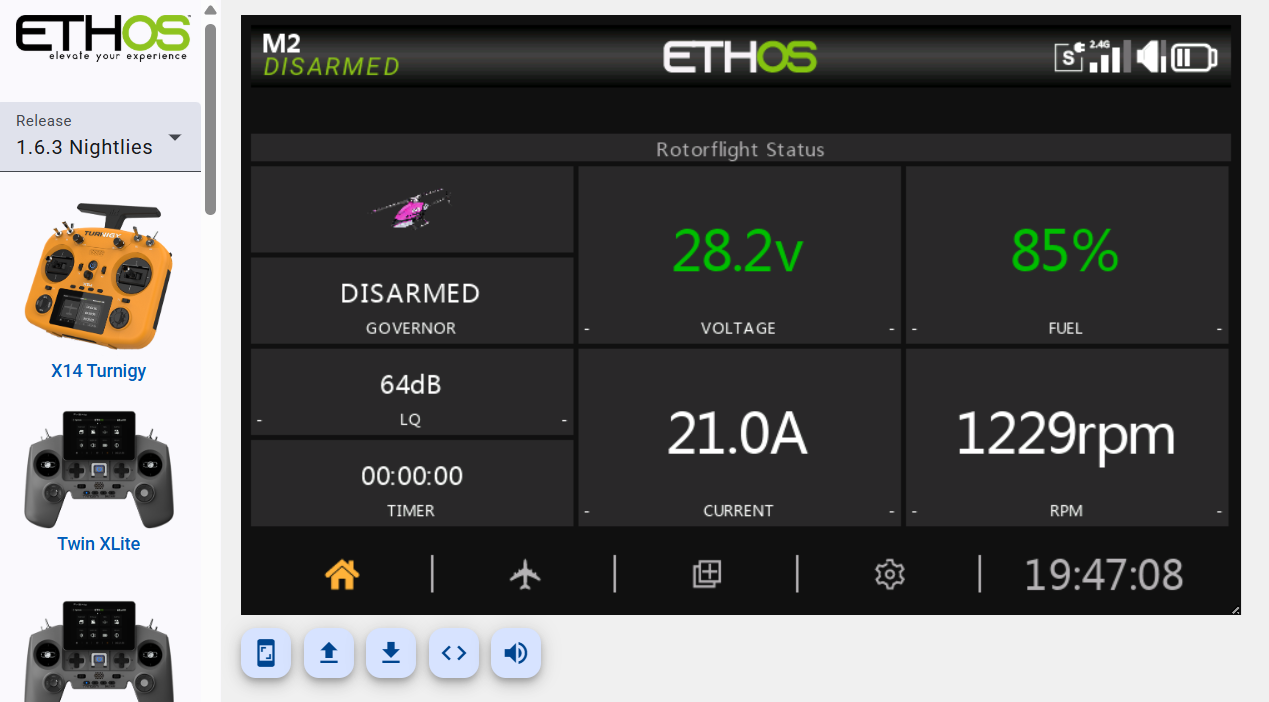 ETHOS
elevate your experience
Release
1.6.3 Nightlies
TURNIGY
X14 Turnigy
Twin XLite
M2
DISARMED
ETHOS
S
2.4G
Rotorflight Status
DISARMED
GOVERNOR
28.2v
- VOLTAGE -
85%
- FUEL -
64dB
- LQ -
00:00:00
TIMER
21.0A
- CURRENT -
1229rpm
- RPM -
19:47:08